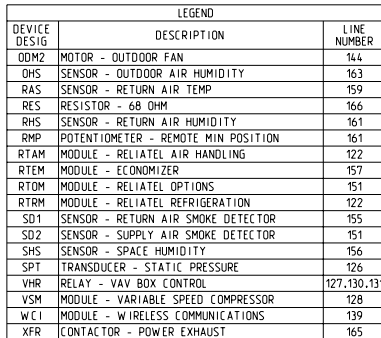 LEGEND
DEVICE DESIG DESCRIPTION LINE NUMBER
ODM2 MOTOR - OUTDOOR FAN 144
OHS SENSOR - OUTDOOR AIR HUMIDITY 163
RAS SENSOR - RETURN AIR TEMP 159
RES RESISTOR - 68 OHM 166
RHS SENSOR - RETURN AIR HUMIDITY 161
RMP POTENTIOMETER - REMOTE MIN POSITION 161
RTAM MODULE - RELIATEL AIR HANDLING 122
RTEM MODULE - ECONOMIZER 157
RTOM MODULE - RELIATEL OPTIONS 151
RTRM MODULE - RELIATEL REFRIGERATION 122
SD1 SENSOR - RETURN AIR SMOKE DETECTOR 155
SD2 SENSOR - SUPPLY AIR SMOKE DETECTOR 151
SHS SENSOR - SPACE HUMIDITY 156
SPT TRANSDUCER - STATIC PRESSURE 126
VHR RELAY - VAV BOX CONTROL 127,130,131
VSM MODULE - VARIABLE SPEED COMPRESSOR 128
WCI MODULE - WIRELESS COMMUNICATIONS 139
XFR CONTACTOR - POWER EXHAUST 165